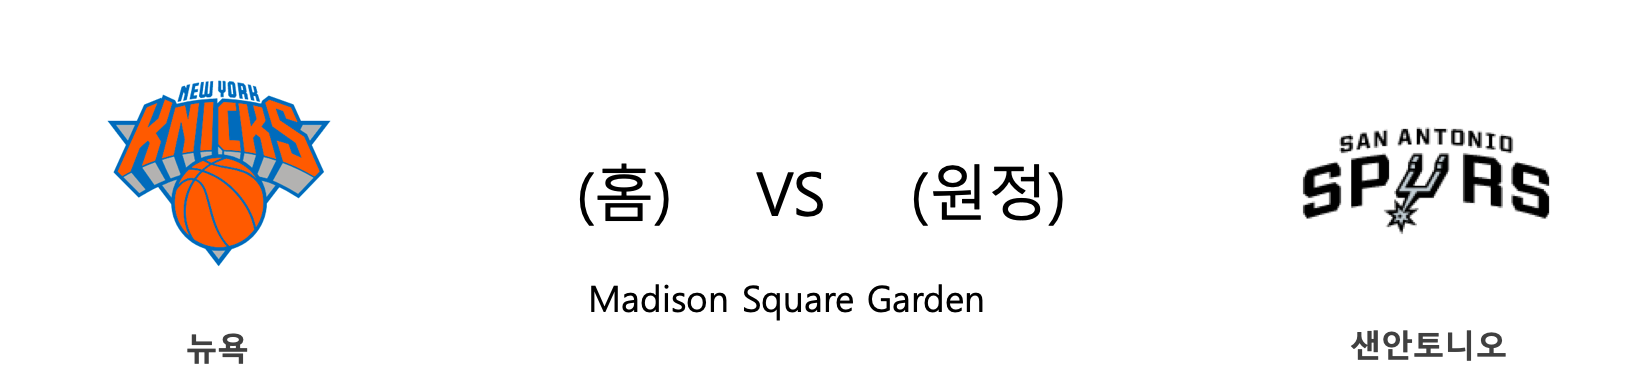 NEW YORK
KNICKS
(홈) VS (원정)
SAN ANTONIO
SPURS
Madison Square Garden
뉴욕
샌안토니오